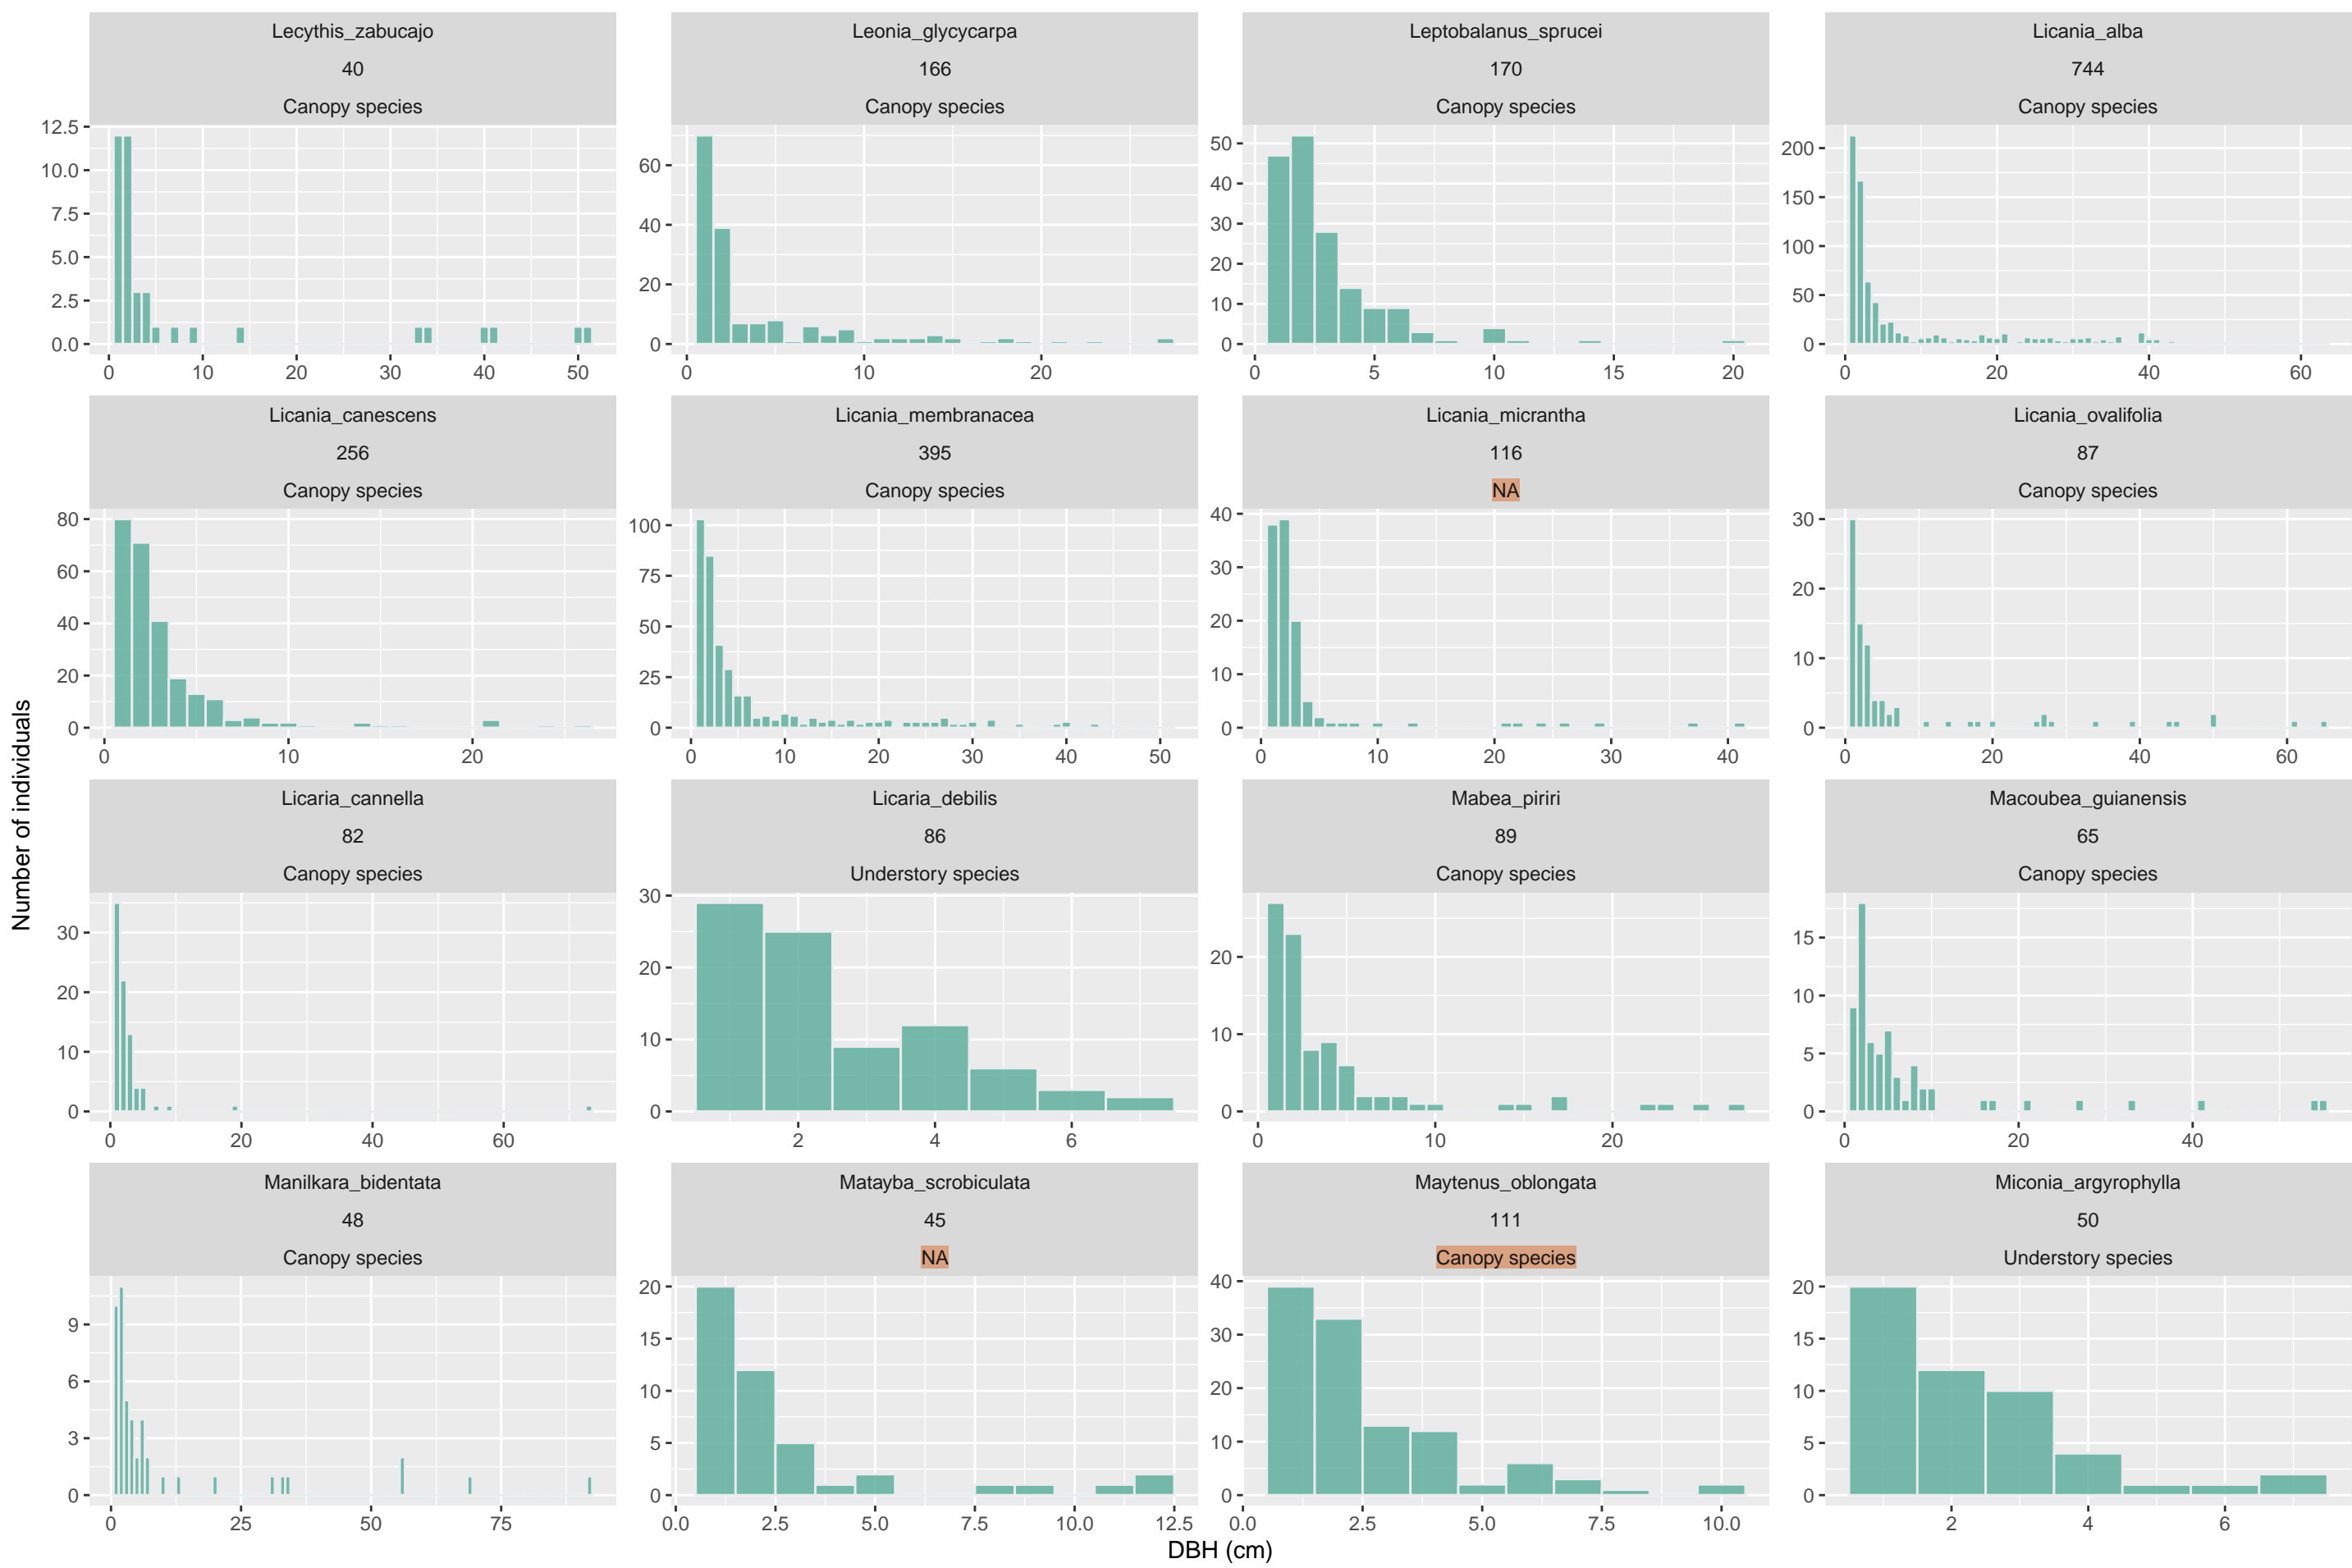 Lecythis_zabucajo
40
Canopy species
12.5
10.0
7.5
5.0
2.5
0.0
0 10 20 30 40 50
Leonia_glycycarpa
166
Canopy species
60
40
20
0
0 10 20
Leptobalanus_sprucei
170
Canopy species
50
40
30
20
10
0
0 5 10 15 20
Licania_alba
744
Canopy species
200
150
100
50
0
0 20 40 60
Licania_canescens
256
Canopy species
80
60
40
20
0
0 10 20
Licania_membranacea
395
Canopy species
100
75
50
25
0
0 10 20 30 40 50
Licania_micrantha
116
NA
40
30
20
10
0
0 10 20 30 40
Licania_ovalifolia
87
Canopy species
30
20
10
0
0 20 40 60
Licaria_cannella
82
Canopy species
30
20
10
0
0 20 40 60
Licaria_debilis
86
Understory species
30
20
10
0
2 4 6
Mabea_piriri
89
Canopy species
20
10
0
0 10 20
Macoubea_guianensis
65
Canopy species
15
10
5
0
0 20 40
Manilkara_bidentata
48
Canopy species
9
6
3
0
0 25 50 75
Matayba_scrobiculata
45
NA
20
15
10
5
0
0.0 2.5 5.0 7.5 10.0 12.5
Maytenus_oblongata
111
Canopy species
40
30
20
10
0
0.0 2.5 5.0 7.5 10.0
Miconia_argyrophylla
50
Understory species
20
15
10
5
0
2 4 6
Number of individuals
DBH (cm)